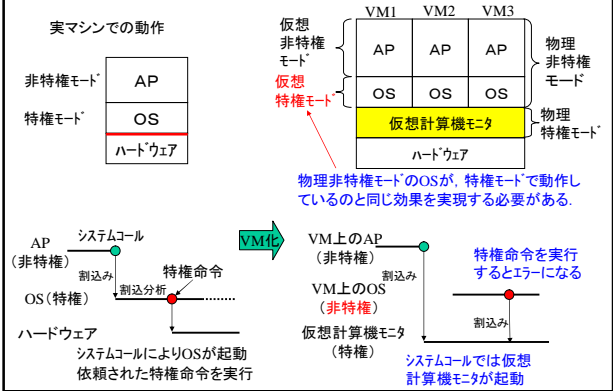 実マシンでの動作
非特権モード
AP
特権モード
OS
ハードウェア
VM1 VM2 VM3
仮想
非特権
モード
AP AP AP
物理
非特権
モード
仮想
特権モード
OS OS OS
仮想計算機モニタ
物理
特権モード
ハードウェア
物理非特権モードのOSが，特権モードで動作し
ているのと同じ効果を実現する必要がある．
VM化
AP
（非特権）
システムコール
割込み
割込分析
特権命令
OS（特権）
ハードウェア
システムコールによりOSが起動
依頼された特権命令を実行
VM上のAP
（非特権）
割込み
特権命令を実行
するとエラーになる
VM上のOS
（非特権）
割込み
仮想計算機モニタ
（特権）
システムコールでは仮想
計算機モニタが起動